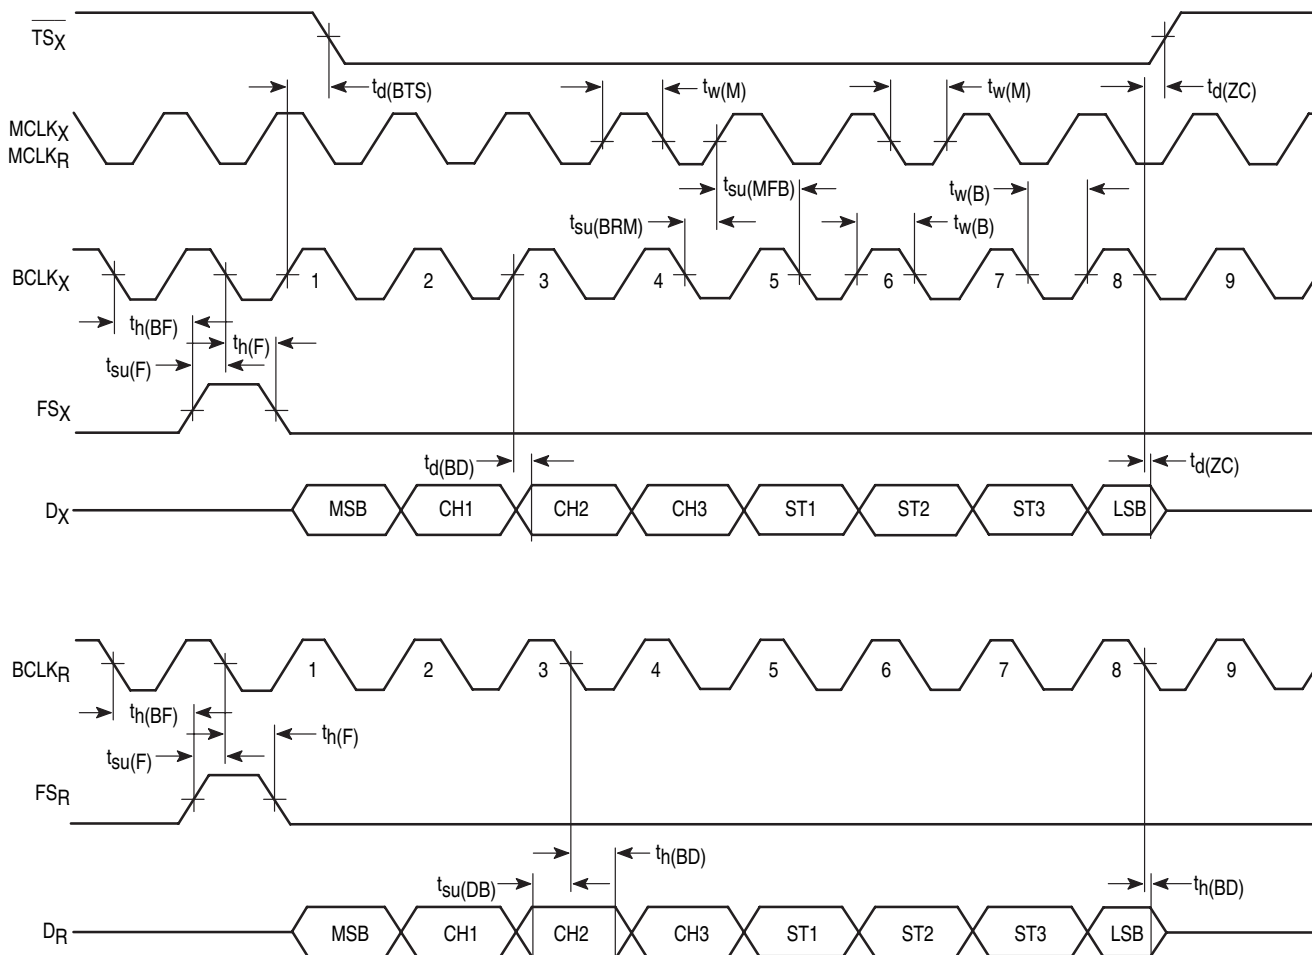 TSX
td(BTS)
tw(M)
tw(M)
td(ZC)
MCLKX
MCLKR
tsu(MFB)
tw(B)
tsu(BRM)
tw(B)
BCLKX
1 2 3 4 5 6 7 8 9
th(BF)
th(F)
tsu(F)
FSX
td(BD)
td(ZC)
DX
MSB CH1 CH2 CH3 ST1 ST2 ST3 LSB
BCLKR
1 2 3 4 5 6 7 8 9
th(BF)
th(F)
tsu(F)
FSR
th(BD)
tsu(DB)
th(BD)
DR
MSB CH1 CH2 CH3 ST1 ST2 ST3 LSB